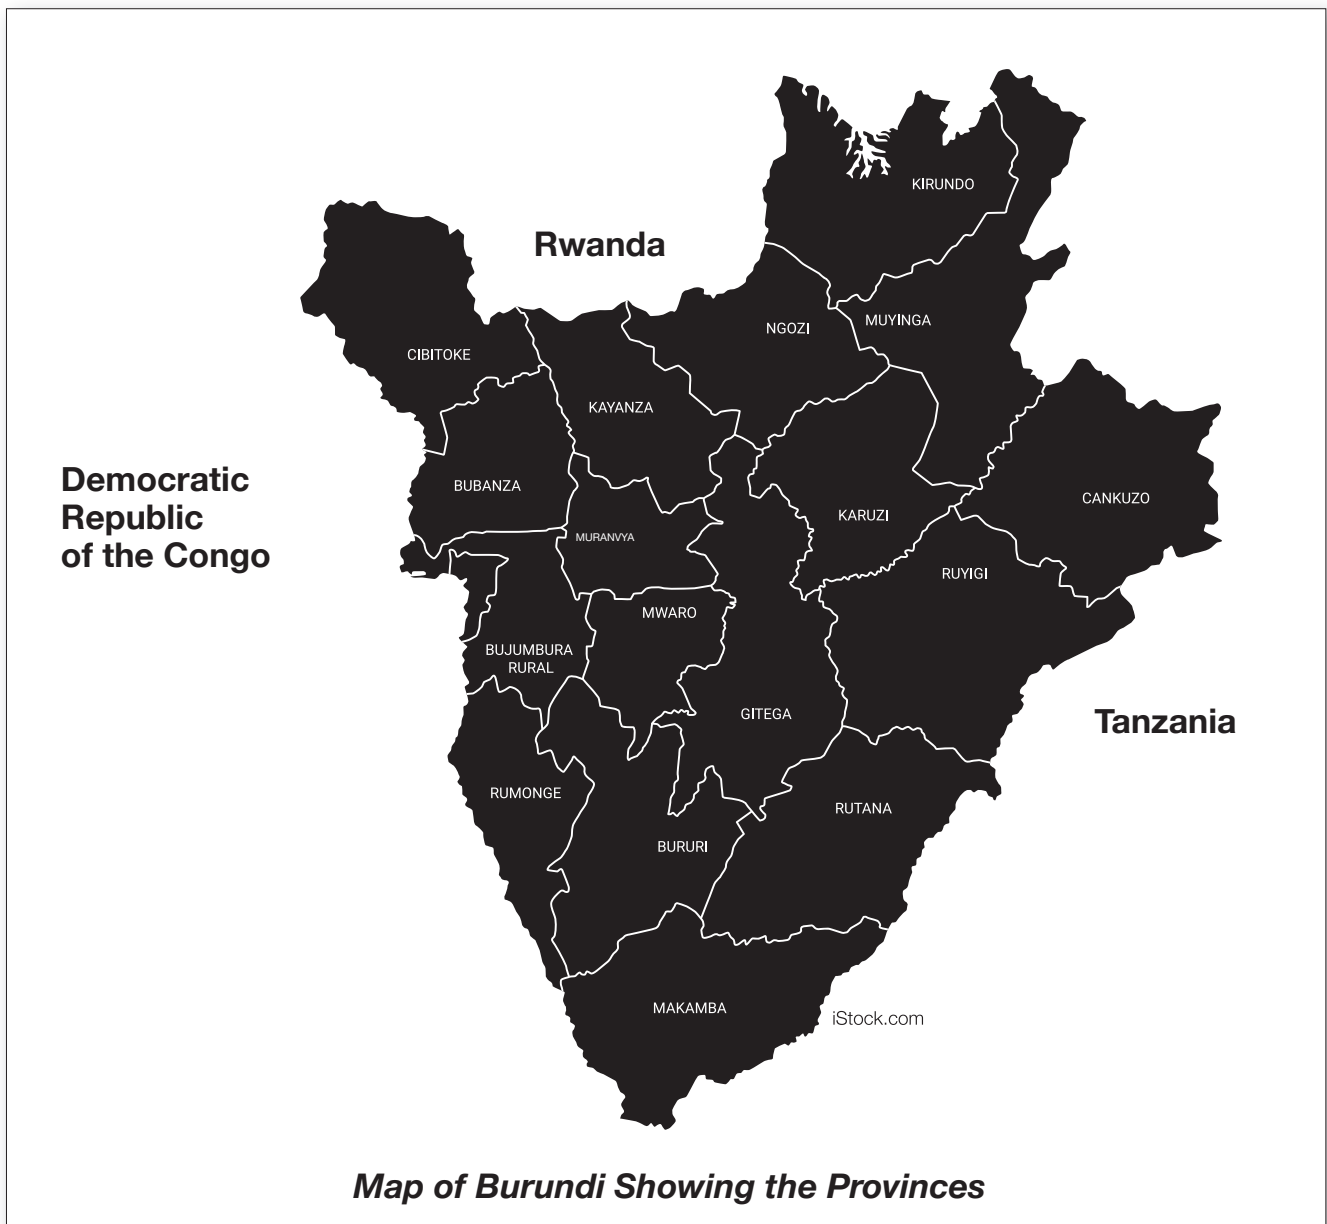 KIRUNDO
Rwanda
NGOZI
MUYINGA
CIBITOKE
KAYANZA
Democratic
Republic
of the Congo
BUBANZA
CANKUZO
KARUZI
MURANVYA
RUYIGI
MWARO
BUJUMBURA
RURAL
GITEGA
Tanzania
RUMONGE
RUTANA
BURURI
MAKAMBA
iStock.com
Map of Burundi Showing the Provinces